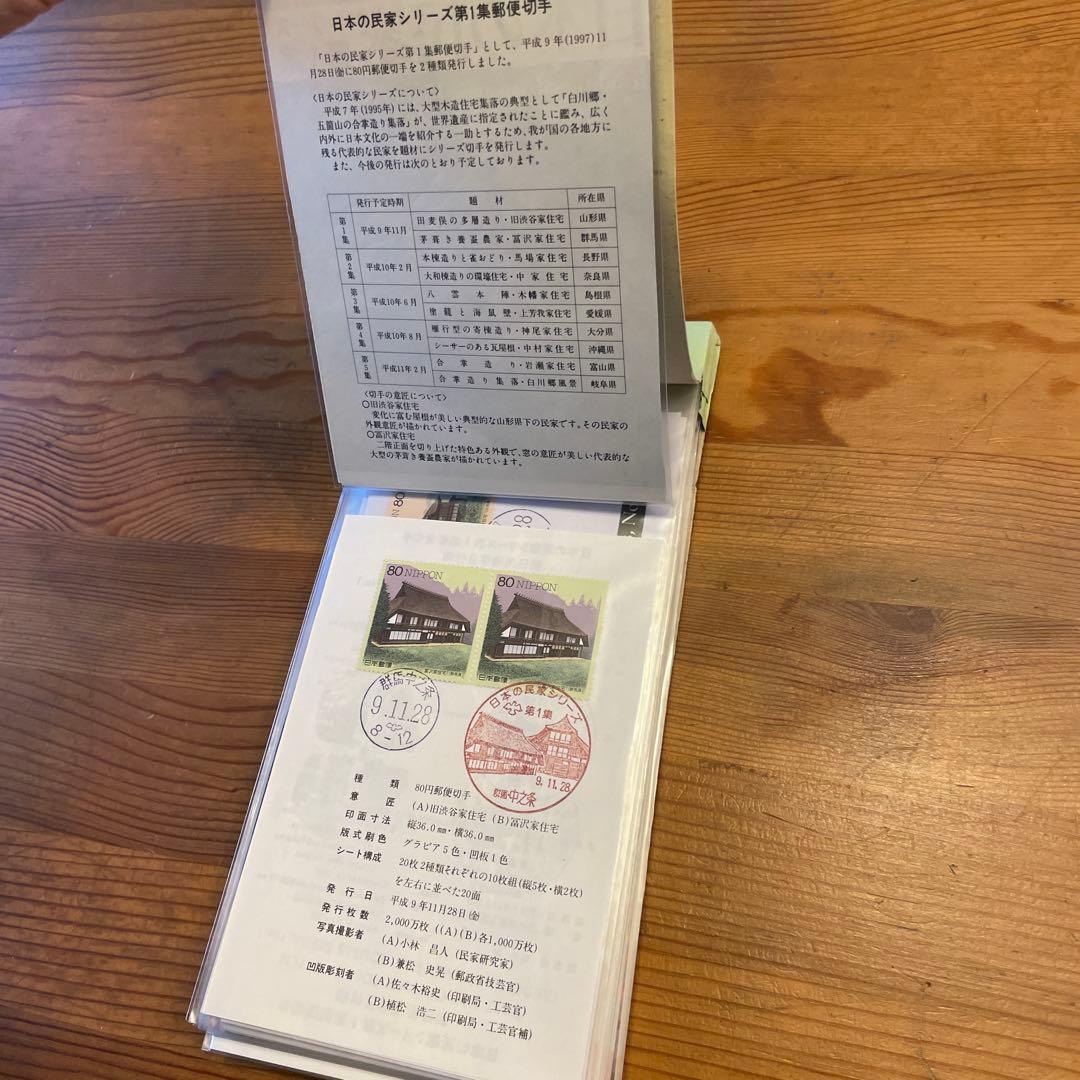 日本の民家シリーズ第1集郵便切手
「日本の民家シリーズ第1集郵便切手」として、平成9年(1997)11
月28日㈮に80円郵便切手を2種類発行しました。
〈日本の民家シリーズについて〉
平成7年(1995年)には、大型木造住宅集落の典型として「白川郷・
五箇山の合掌造り集落」が、世界遺産に指定されたことに鑑み、広く
内外に日本文化の一端を紹介する一助とするため、我が国の各地方に
残る代表的な民家を題材にシリーズ切手を発行します。
また、今後の発行は次のとおり予定しております。
発行予定時期 題材 所在県
第1集 平成9年11月 田麦俣の多層造り・旧渋谷家住宅 山形県
茅葺き養蚕農家・冨沢家住宅 群馬県
第2集 平成10年2月 本棟造りと雀おどり・馬場家住宅 長野県
大和棟造りの環壕住宅・中家住宅 奈良県
第3集 平成10年6月 八雲本陣・木幡家住宅 島根県
塗籠と海鼠壁・上芳我家住宅 愛媛県
第4集 平成10年8月 雁行型の寄棟造り・神尾家住宅 大分県
シーサーのある瓦屋根・中村家住宅 沖縄県
第5集 平成11年2月 合掌造り・岩瀬家住宅 富山県
合掌造り集落・白川郷風景 岐阜県
〈切手の意匠について〉
○旧渋谷家住宅
変化に富む屋根が美しい典型的な山形県下の民家です。その民家の
外観意匠が描かれています。
○冨沢家住宅
二階正面を切り上げた特色ある外観で、窓の意匠が美しい代表的な
大型の茅葺き養蚕農家が描かれています。
80
80 NIPPON
日本郵便
冨沢家住宅(群馬県)
80 NIPPON
日本郵便
群馬中之条
9.11.28
8-12
日本の民家シリーズ
第1集
9.11.28
群馬・中之条
種類 80円郵便切手
意匠 (A)旧渋谷家住宅 (B)冨沢家住宅
印面寸法 縦36.0㎜・横36.0㎜
版式刷色 グラビア5色・凹板1色
シート構成 20枚2種類それぞれの10枚組(縦5枚・横2枚)
を左右に並べた20面
発行日 平成9年11月28日㈮
発行枚数 2,000万枚 ((A)(B)各1,000万枚)
写真撮影者 (A)小林 昌人 (民家研究家)
(B)兼松 史晃 (郵政省技芸官)
凹版彫刻者 (A)佐々木裕史 (印刷局・工芸官)
(B)植松 浩二 (印刷局・工芸官補)